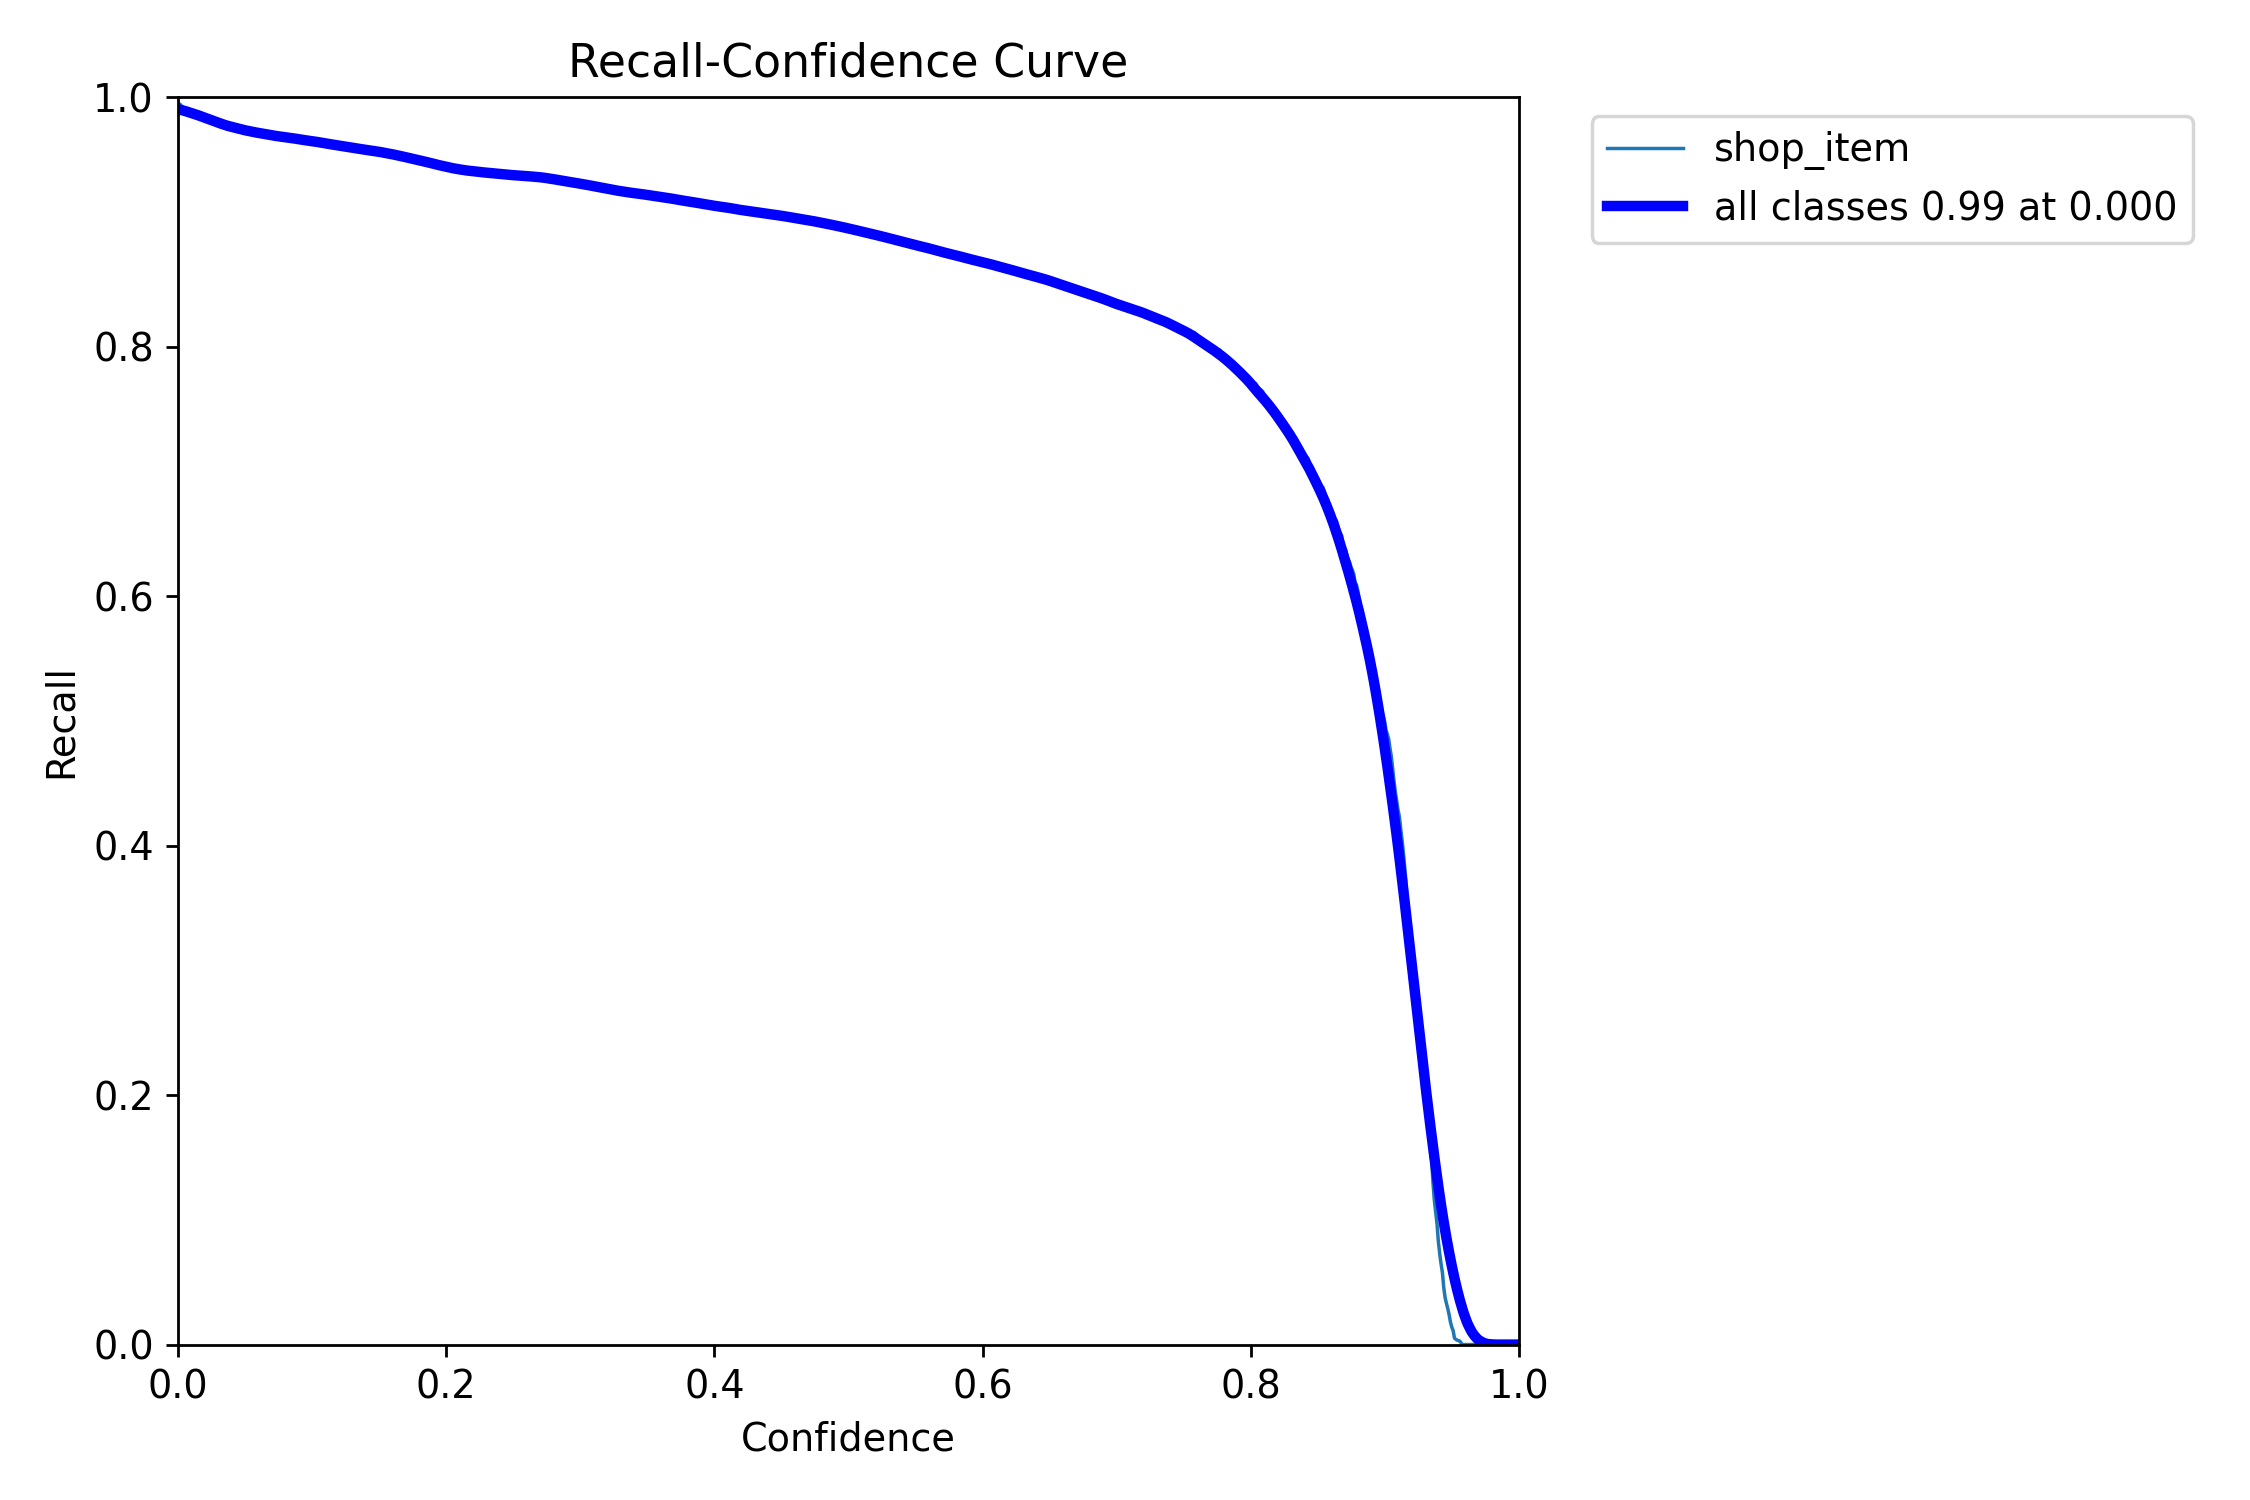 Recall-Confidence Curve
shop_item
all classes 0.99 at 0.000
1.0
0.8
0.6
0.4
0.2
0.0
Recall
0.0 0.2 0.4 0.6 0.8 1.0
Confidence